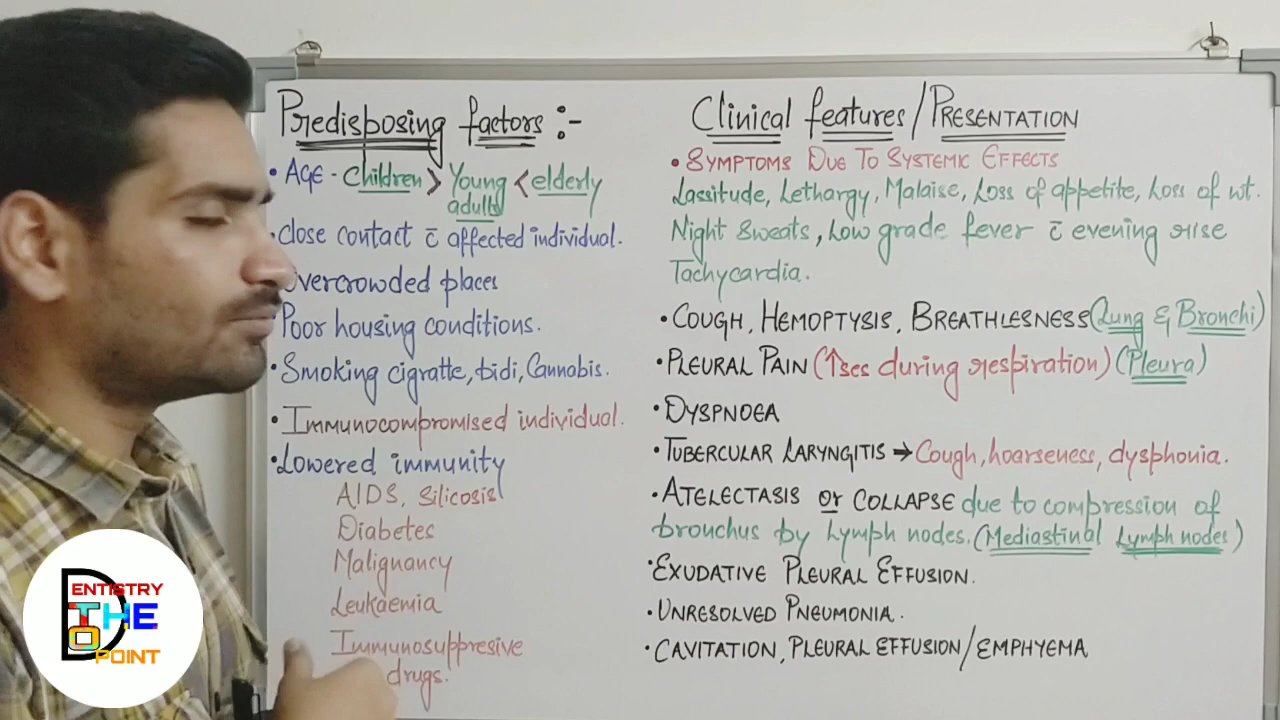 Predisposing factors :-
• AGE - Children > Young adults < elderly
• close contact c̄ affected individual.
overcrowded places
• Poor housing conditions.
• Smoking cigratte, bidi, Cannabis.
• Immunocompromised individual.
• Lowered immunity
AIDS, Silicosis
Diabetes
Malignancy
Leukaemia
Immunosuppresive
drugs.
Clinical features / PRESENTATION
• SYMPTOMS DUE TO SYSTEMIC EFFECTS
Lassitude, Lethargy, Malaise, Loss of appetite, Loss of wt.
Night Sweats, Low grade fever c̄ evening rise
Tachycardia.
• COUGH, HEMOPTYSIS, BREATHLESNESS (Lung & Bronchi)
• PLEURAL PAIN (↑ses during respiration) (Pleura)
• DYSPNOEA
• TUBERCULAR LARYNGITIS → Cough, hoarseness, dysphonia.
• ATELECTASIS or COLLAPSE due to compression of
bronchus by Lymph nodes. (Mediastinal Lymph nodes)
• EXUDATIVE PLEURAL EFFUSION.
• UNRESOLVED PNEUMONIA.
• CAVITATION, PLEURAL EFFUSION/EMPHYEMA
DENTISTRY
THE
POINT